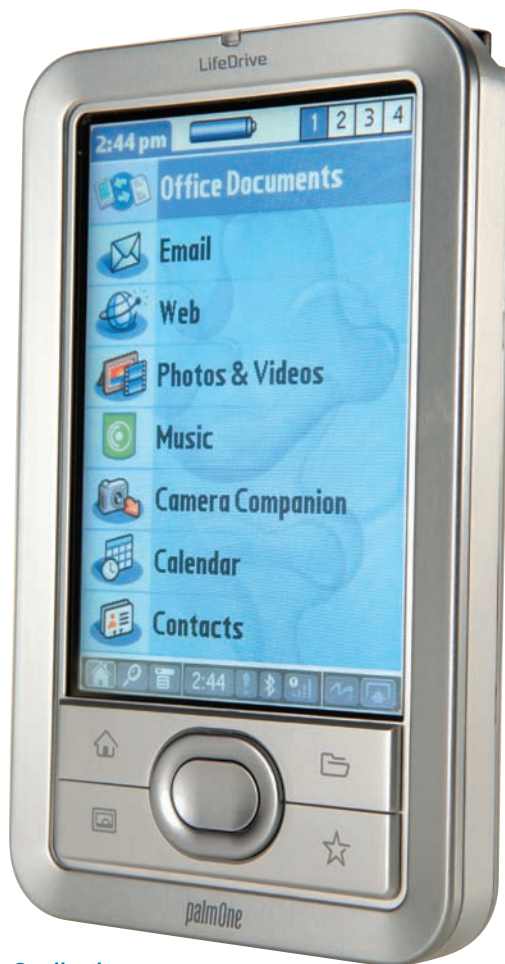 LifeDrive
2:44 pm 1 2 3 4
Office Documents
Email
Web
Photos & Videos
Music
Camera Companion
Calendar
Contacts
2:44
palmOne